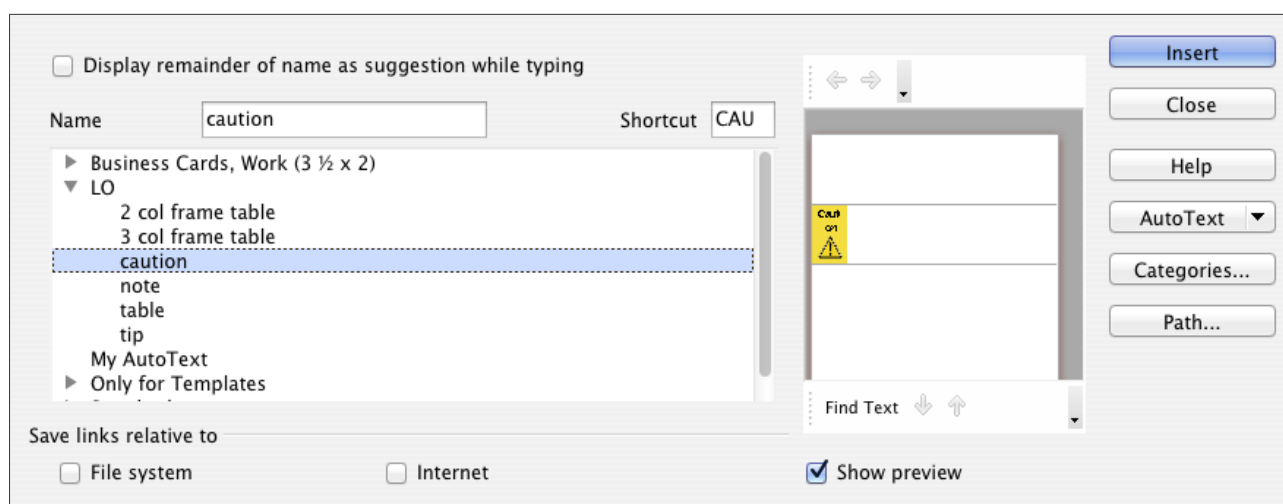 Display remainder of name as suggestion while typing
Name
caution
Shortcut
CAU
Business Cards, Work (3 ½ x 2)
LO
2 col frame table
3 col frame table
caution
note
table
tip
My AutoText
Only for Templates
Save links relative to
File system
Internet
Cauti
on
Find Text
Show preview
Insert
Close
Help
AutoText
Categories...
Path...